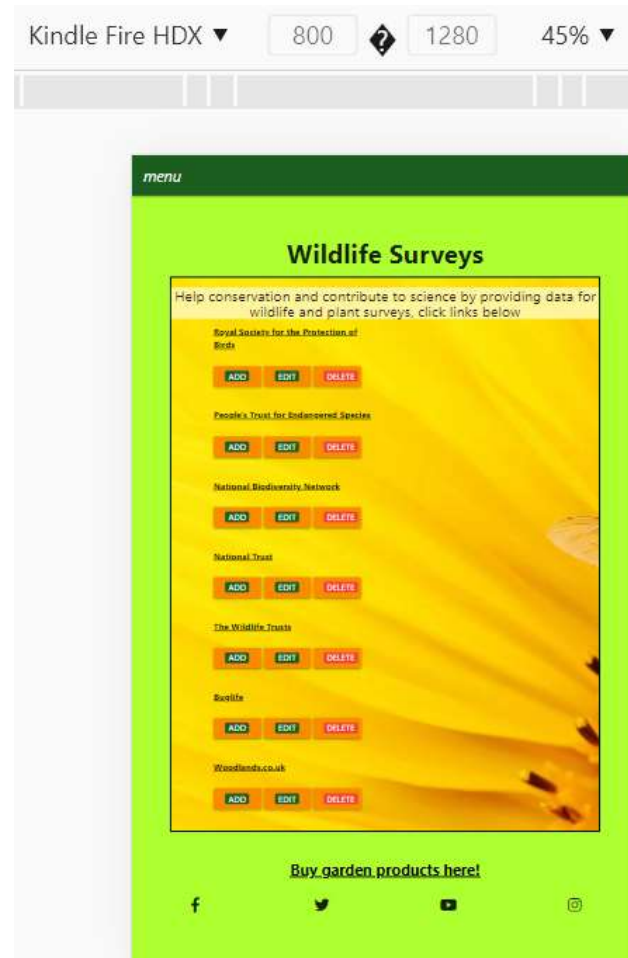 Kindle Fire HDX ▼ 800 � 1280 45% ▼
menu
Wildlife Surveys
Help conservation and contribute to science by providing data for
wildlife and plant surveys, click links below
Royal Society for the Protection of
Birds
ADD EDIT DELETE
People's Trust for Endangered Species
ADD EDIT DELETE
National Biodiversity Network
ADD EDIT DELETE
National Trust
ADD EDIT DELETE
The Wildlife Trusts
ADD EDIT DELETE
Buglife
ADD EDIT DELETE
Woodlands.co.uk
ADD EDIT DELETE
Buy garden products here!